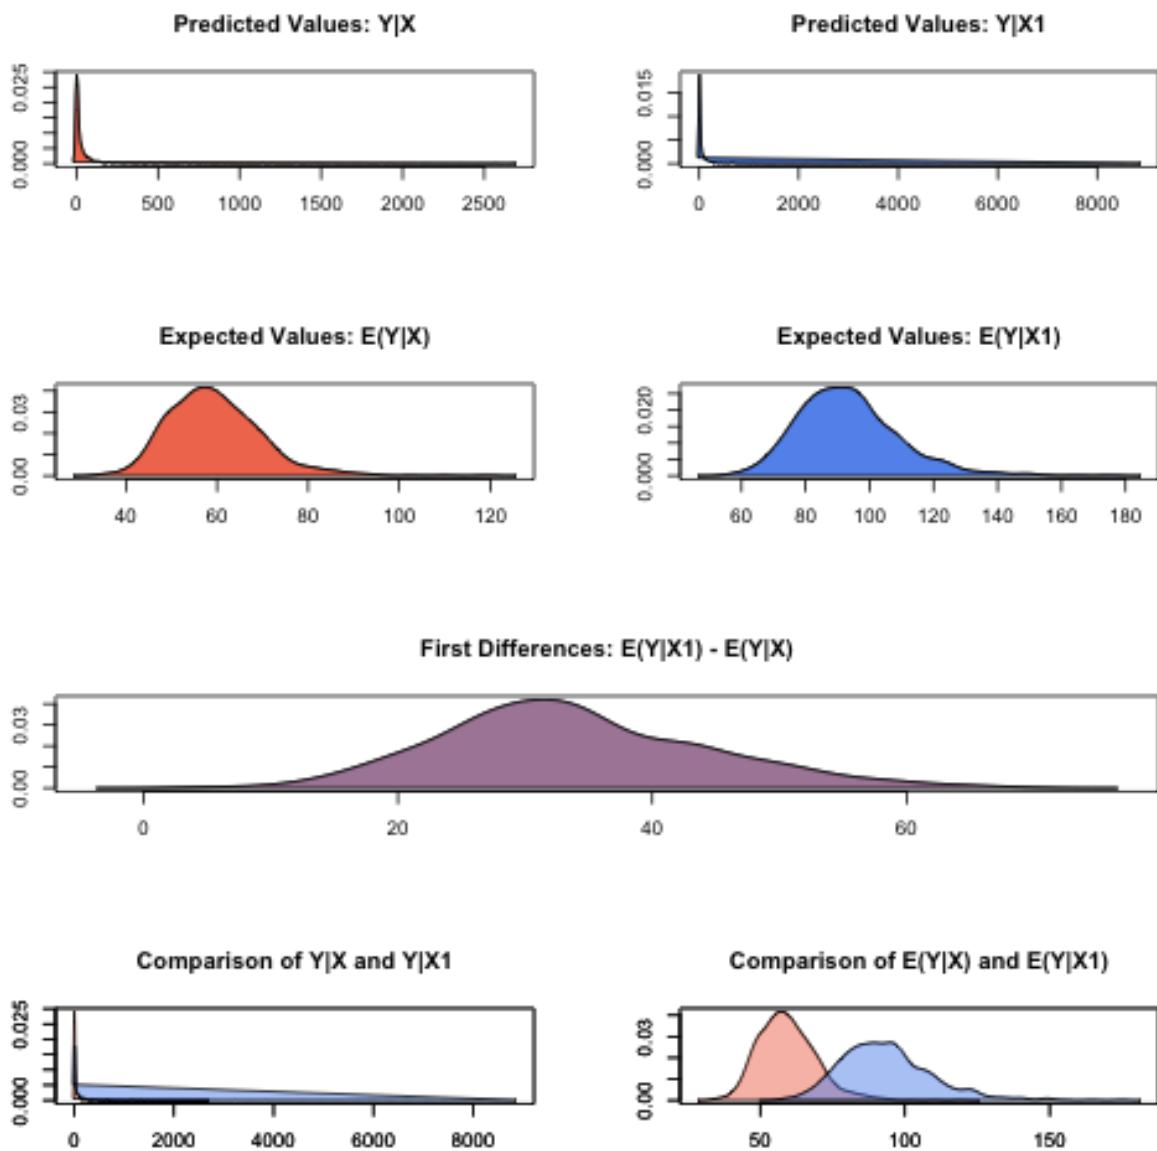 Predicted Values: Y|X
0.025
0.000
0 500 1000 1500 2000 2500
Predicted Values: Y|X1
0.015
0.000
0 2000 4000 6000 8000
Expected Values: E(Y|X)
0.03
0.00
40 60 80 100 120
Expected Values: E(Y|X1)
0.020
0.000
60 80 100 120 140 160 180
First Differences: E(Y|X1) - E(Y|X)
0.03
0.00
0 20 40 60
Comparison of Y|X and Y|X1
0.025
0.000
0 2000 4000 6000 8000
Comparison of E(Y|X) and E(Y|X1)
0.03
0.00
50 100 150